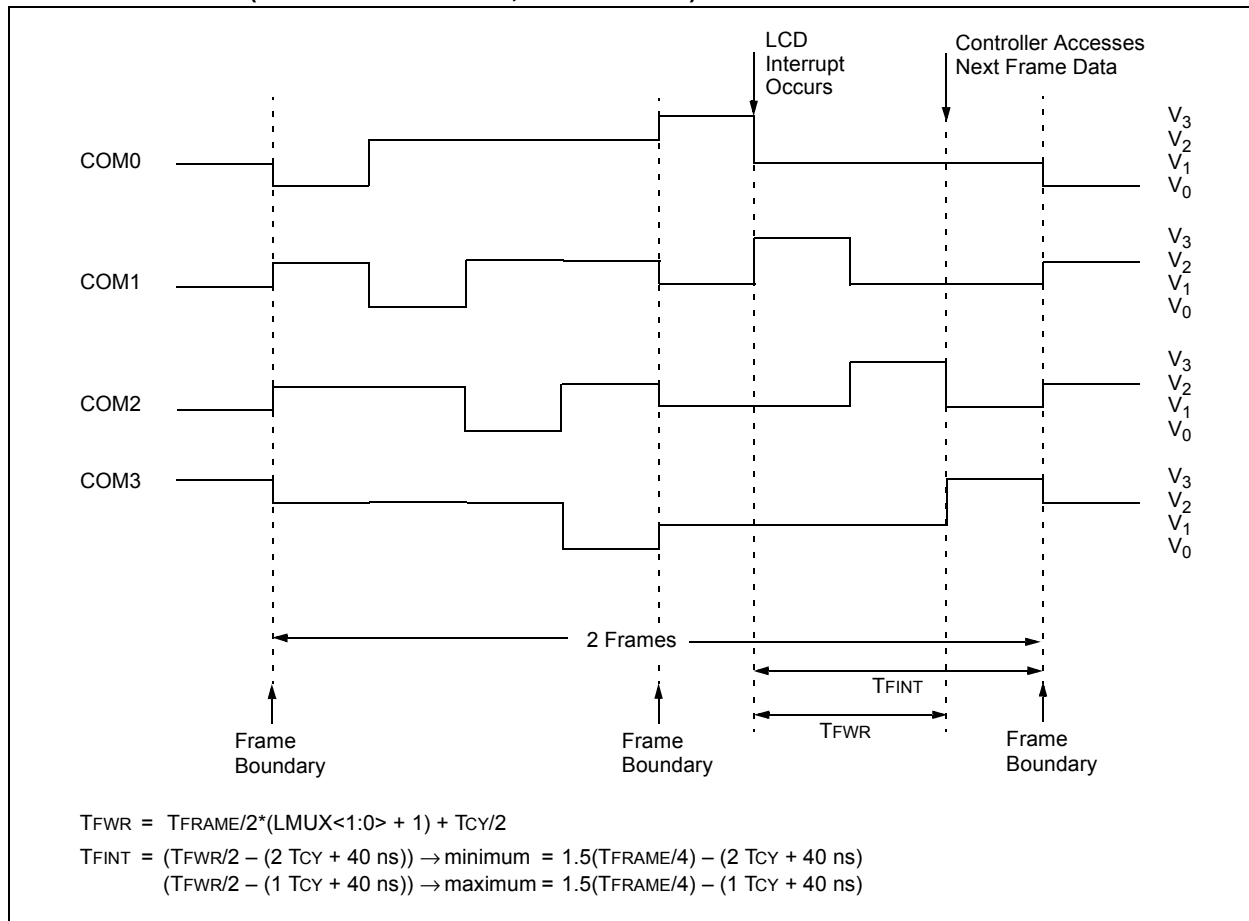 LCD
Interrupt
Occurs
Controller Accesses
Next Frame Data
COM0
V3
V2
V1
V0
COM1
V3
V2
V1
V0
COM2
V3
V2
V1
V0
COM3
V3
V2
V1
V0
2 Frames
TFINT
TFWR
Frame
Boundary
Frame
Boundary
Frame
Boundary
TFWR = TFRAME/2*(LMUX<1:0> + 1) + TCY/2
TFINT = (TFWR/2 – (2 TCY + 40 ns)) → minimum = 1.5(TFRAME/4) – (2 TCY + 40 ns)
(TFWR/2 – (1 TCY + 40 ns)) → maximum = 1.5(TFRAME/4) – (1 TCY + 40 ns)